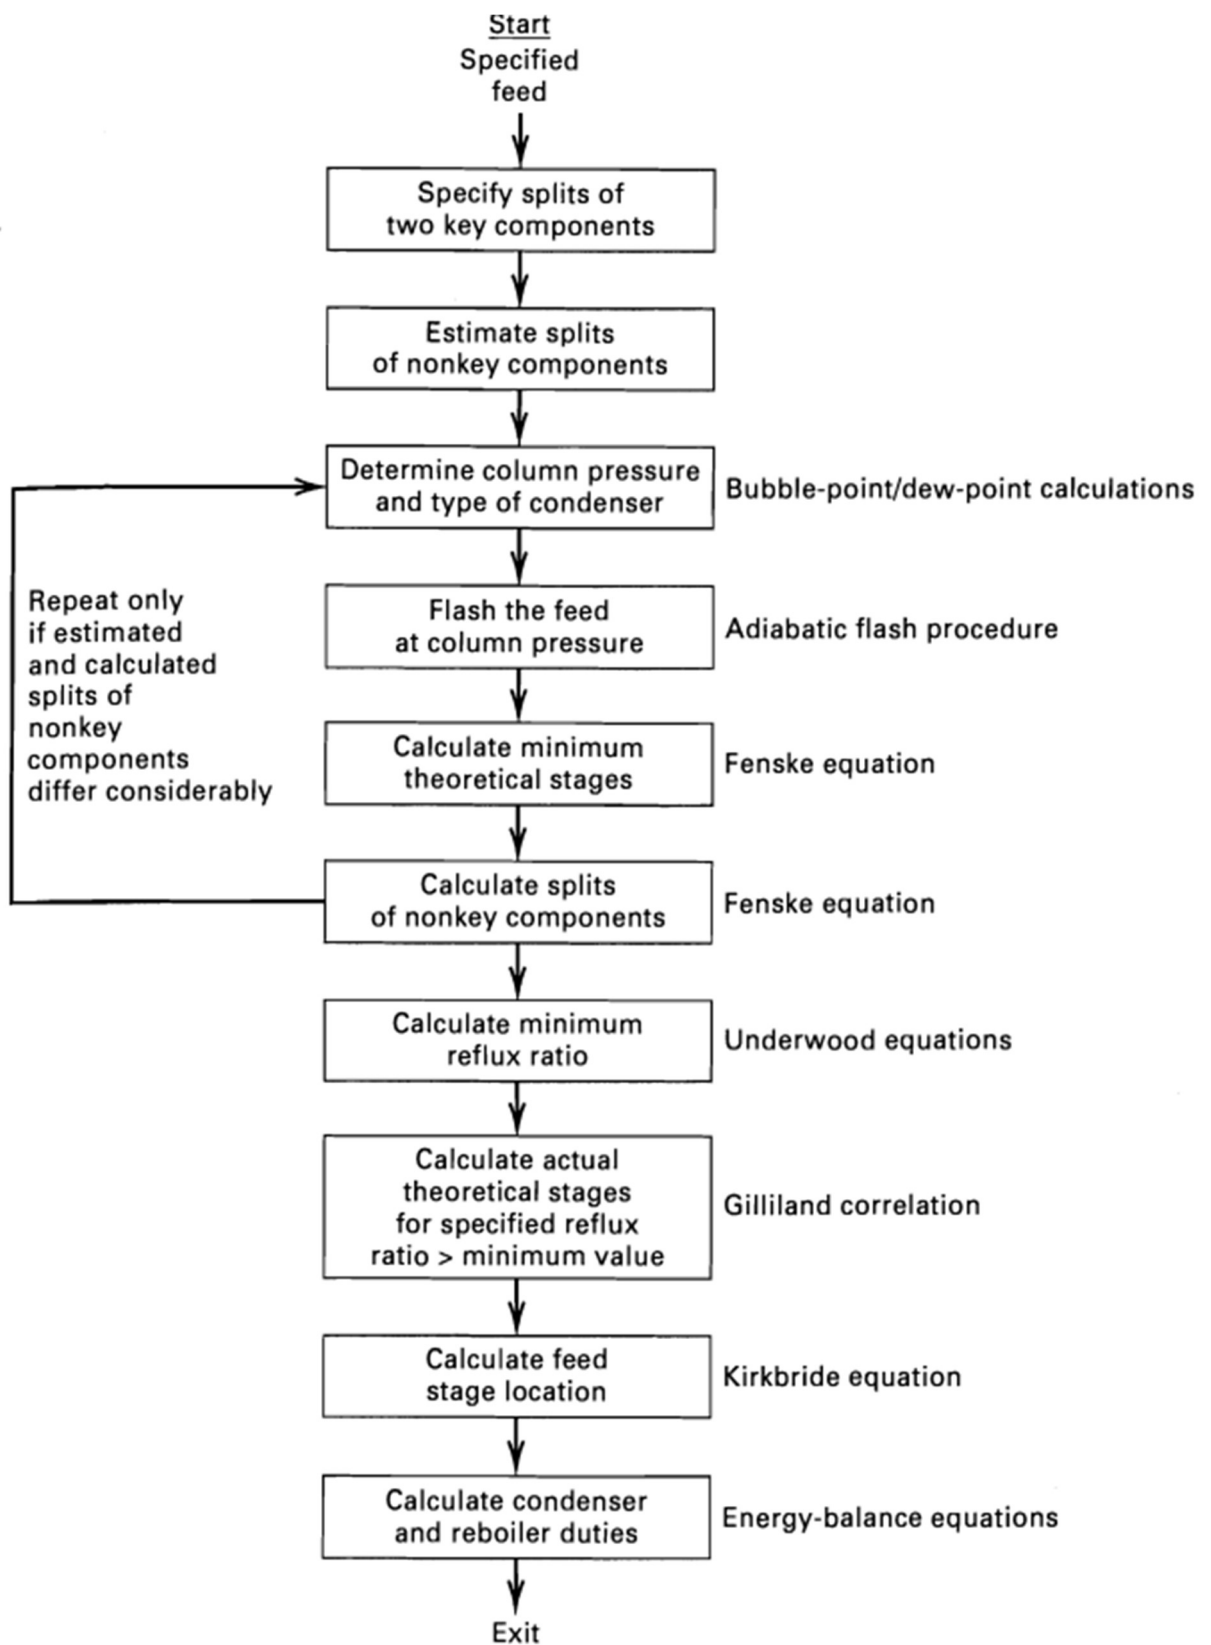 Start
Specified
feed
Specify splits of
two key components
Estimate splits
of nonkey components
Determine column pressure
and type of condenser
Bubble-point/dew-point calculations
Repeat only
if estimated
and calculated
splits of
nonkey
components
differ considerably
Flash the feed
at column pressure
Adiabatic flash procedure
Calculate minimum
theoretical stages
Fenske equation
Calculate splits
of nonkey components
Fenske equation
Calculate minimum
reflux ratio
Underwood equations
Calculate actual
theoretical stages
for specified reflux
ratio > minimum value
Gilliland correlation
Calculate feed
stage location
Kirkbride equation
Calculate condenser
and reboiler duties
Energy-balance equations
Exit